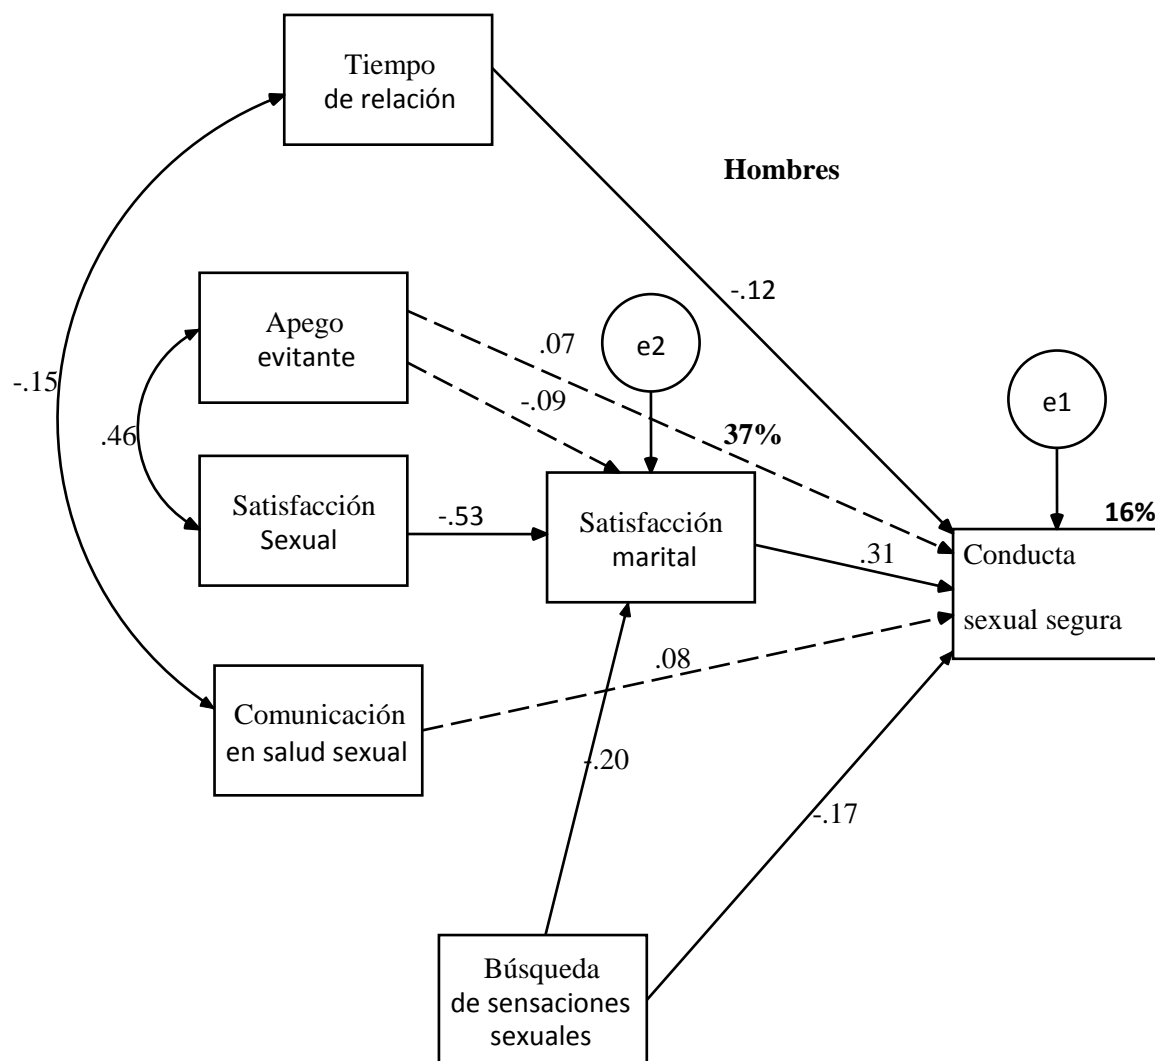 Tiempo
de relación
Hombres
-.12
Apego
evitante
.07
e2
-.15
-.09
e1
.46
37%
Satisfacción
Sexual
-.53
Satisfacción
marital
16%
.31
Conducta
sexual segura
.08
Comunicación
en salud sexual
-.20
-.17
Búsqueda
de sensaciones
sexuales